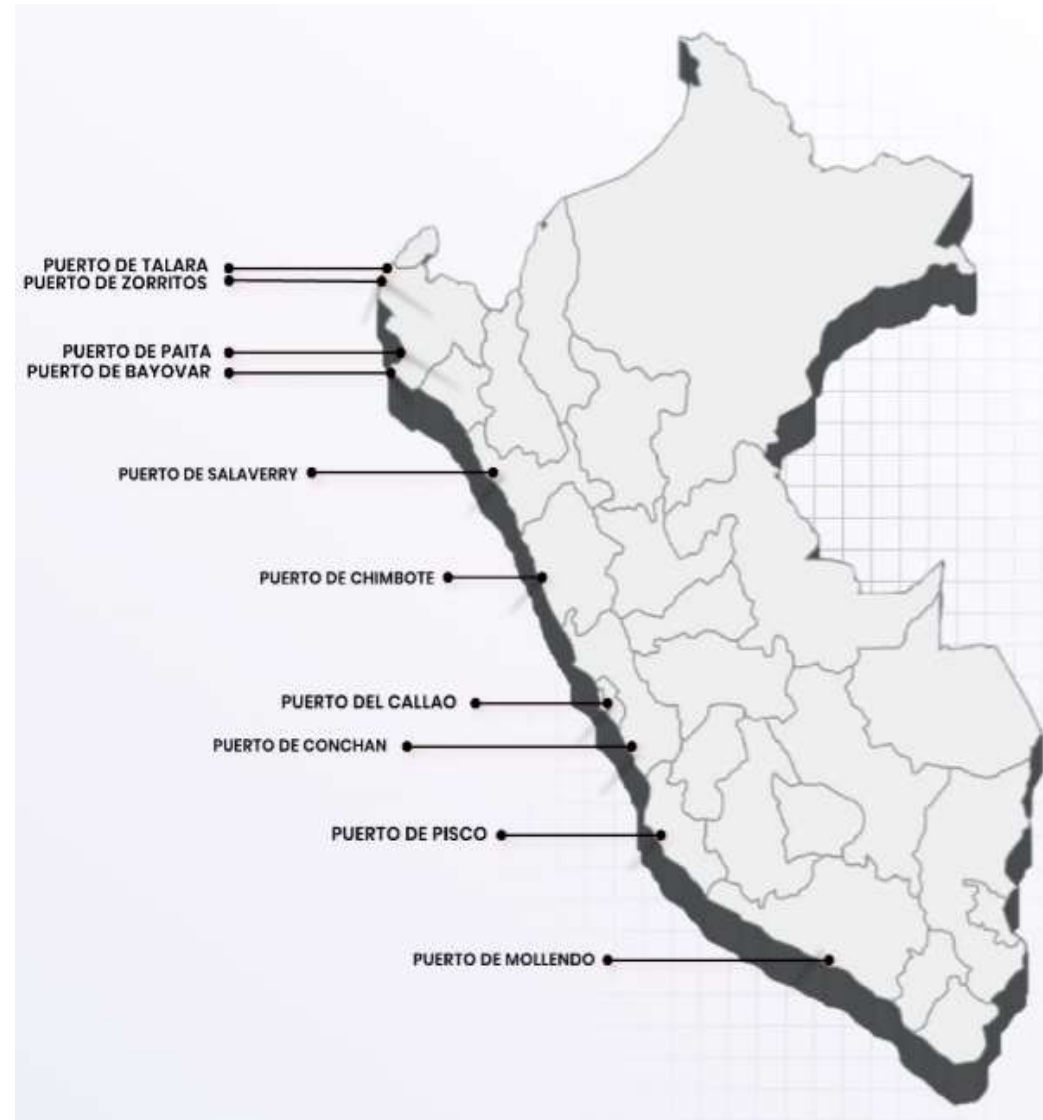 PUERTO DE TALARA
PUERTO DE ZORRITOS
PUERTO DE PAITA
PUERTO DE BAYOVAR
PUERTO DE SALAVERRY
PUERTO DE CHIMBOTE
PUERTO DEL CALLAO
PUERTO DE CONCHAN
PUERTO DE PISCO
PUERTO DE MOLLENDO